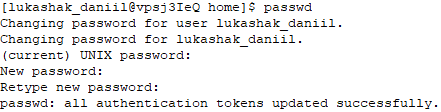 [lukashak_daniil@vpsj3IeQ home]$ passwd
Changing password for user lukashak_daniil.
Changing password for lukashak_daniil.
(current) UNIX password:
New password:
Retype new password:
passwd: all authentication tokens updated successfully.